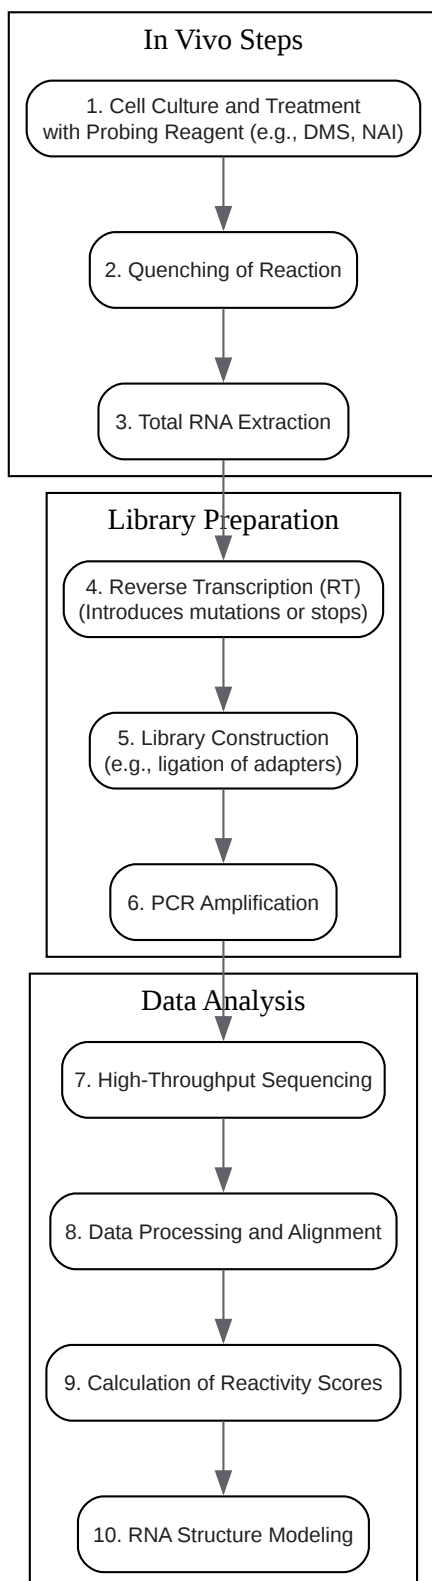 In Vivo Steps
1. Cell Culture and Treatment
with Probing Reagent (e.g., DMS, NAI)
2. Quenching of Reaction
3. Total RNA Extraction
Library Preparation
4. Reverse Transcription (RT)
(Introduces mutations or stops)
5. Library Construction
(e.g., ligation of adapters)
6. PCR Amplification
Data Analysis
7. High-Throughput Sequencing
8. Data Processing and Alignment
9. Calculation of Reactivity Scores
10. RNA Structure Modeling